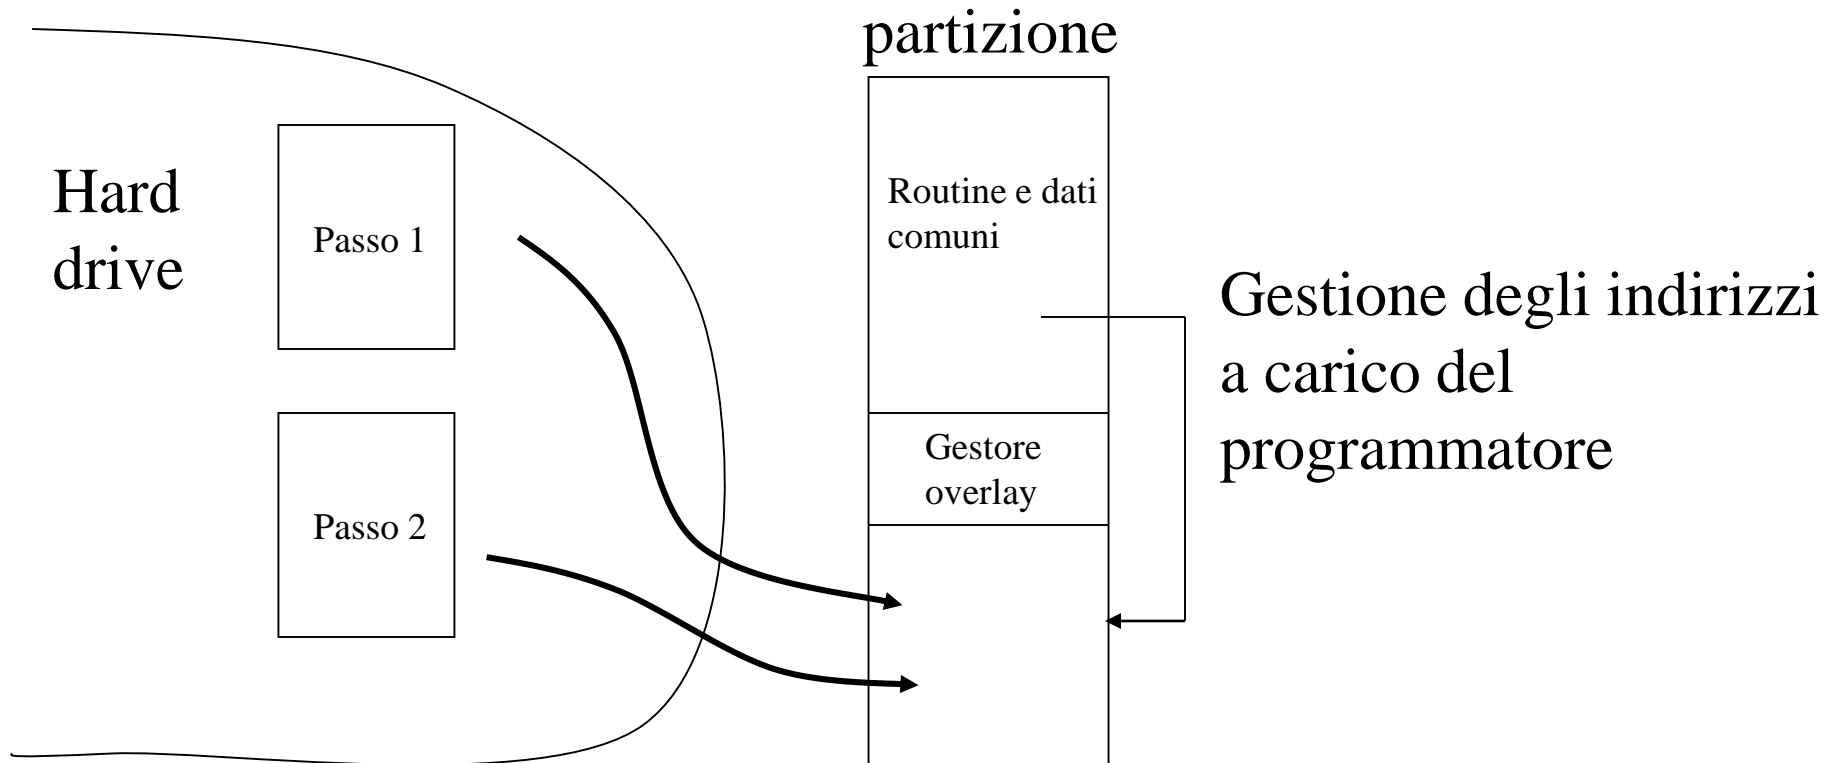 partizione
Hard
drive
Passo 1
Passo 2
Routine e dati
comuni
Gestore
overlay
Gestione degli indirizzi
a carico del
programmatore